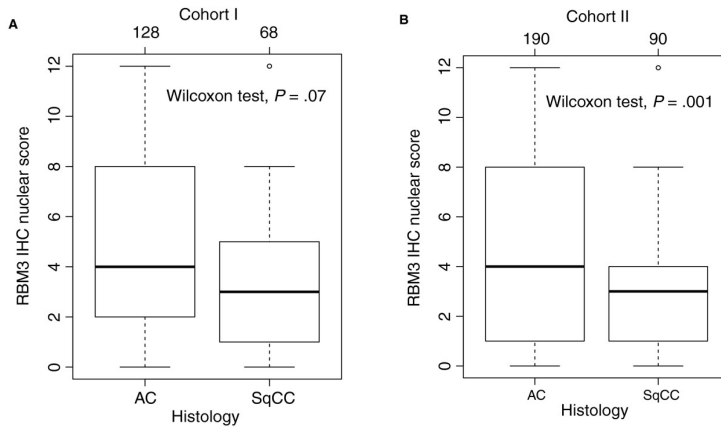 A
Cohort I
128 68
12
10
8
6
4
2
0
RBM3 IHC nuclear score
Wilcoxon test, P = .07
AC SqCC
Histology
B
Cohort II
190 90
12
10
8
6
4
2
0
RBM3 IHC nuclear score
Wilcoxon test, P = .001
AC SqCC
Histology